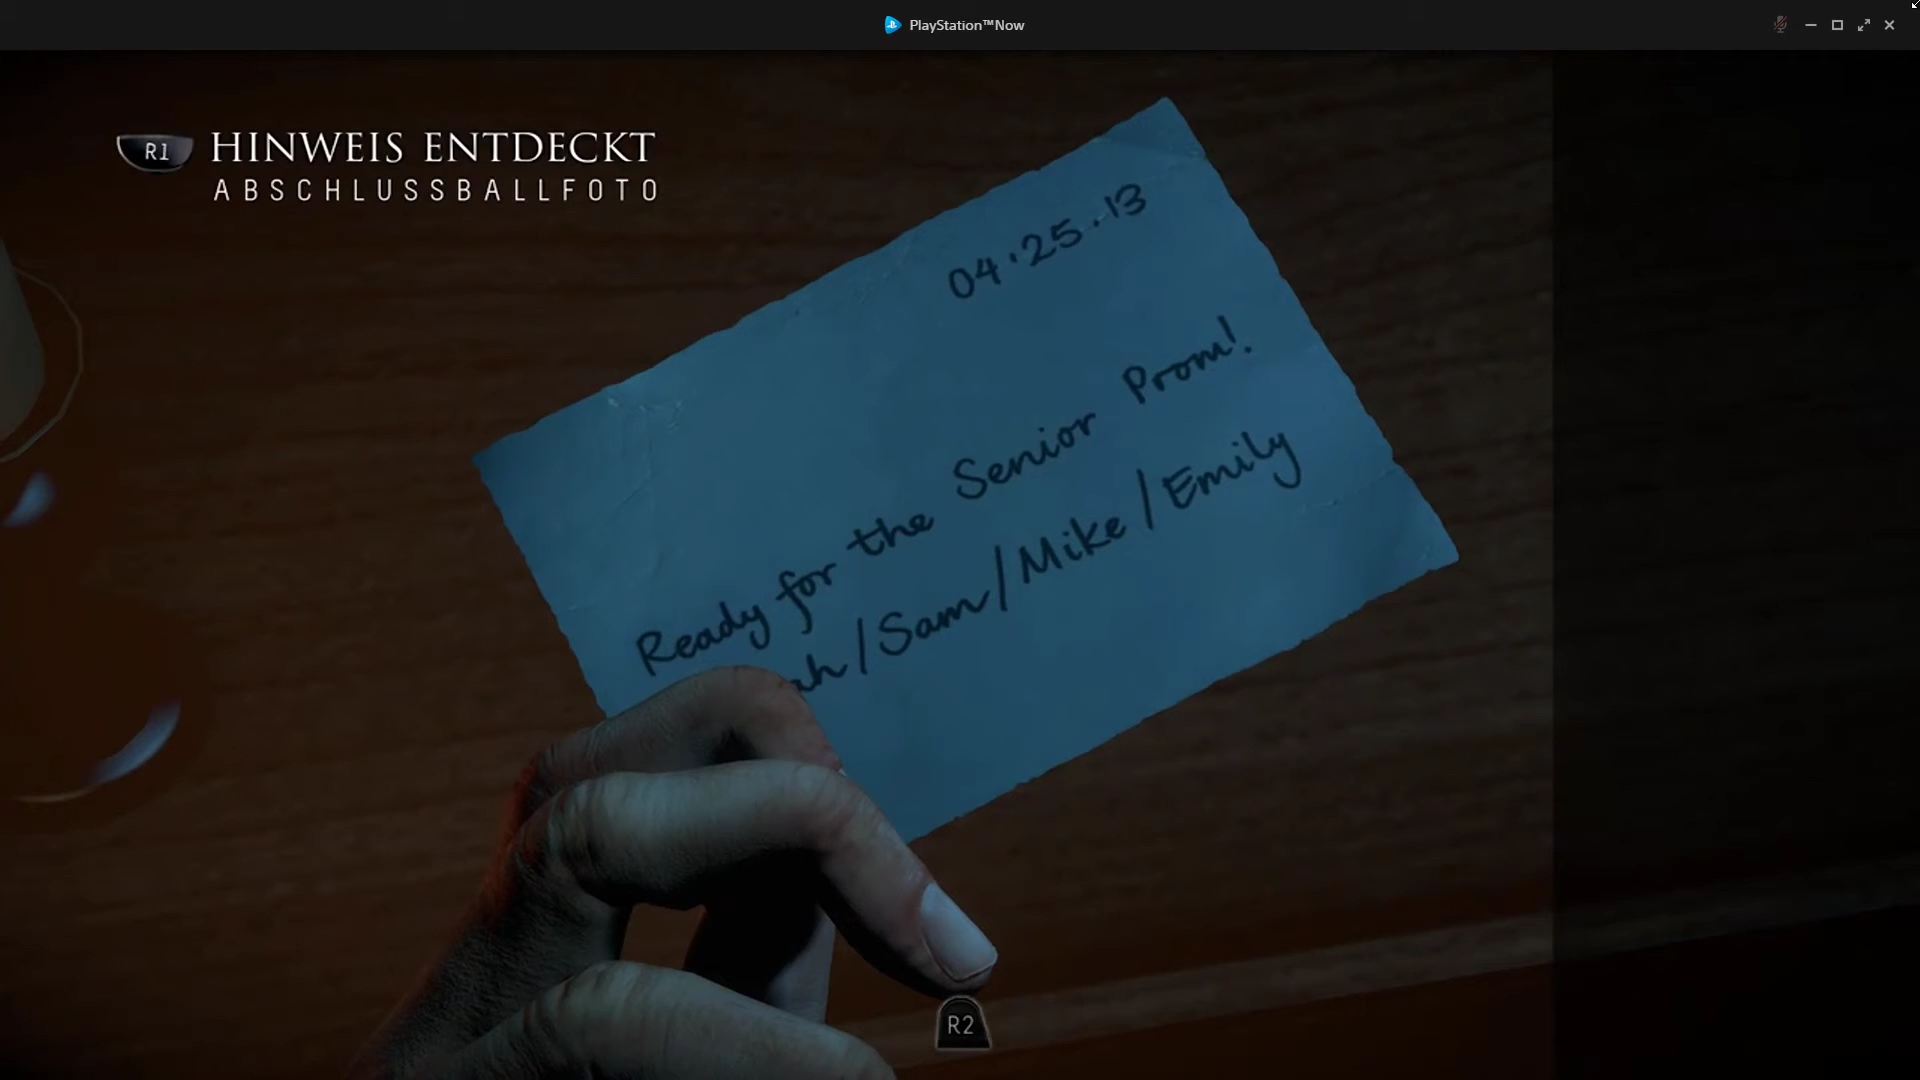 PlayStation™Now
R1 HINWEIS ENTDECKT
ABSCHLUSSBALLFOTO
04.25.13
Ready for the Senior Prom!
/Sam/Mike/Emily
R2